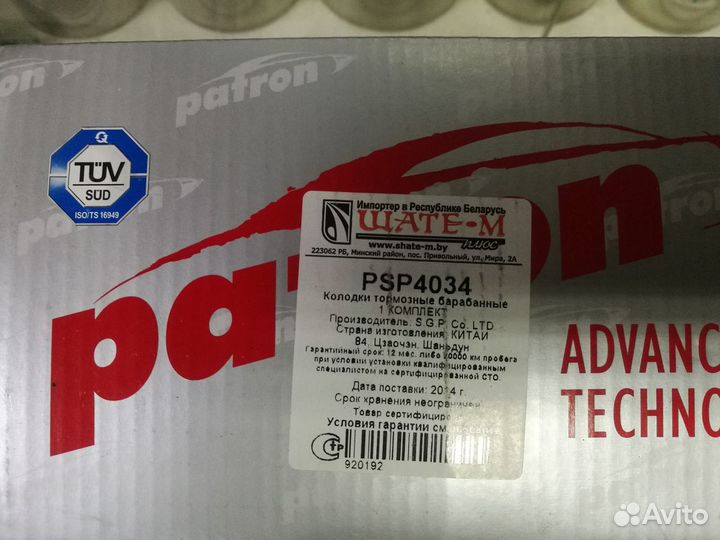 patron
patron
TÜV
SÜD
ISO/TS 16949
Импортер в Республике Беларусь
ШАТЕ-М
плюс
www.shate-m.by
223062 РБ, Минский район, пос. Привольный, ул. Мира, 2А
PSP4034
Колодки тормозные барабанные
1 КОМПЛЕКТ
Производитель: S.G.P. Co. LTD
Страна изготовления: КИТАЙ
84, Цзаочэн, Шаньдун
Гарантийный срок: 12 мес. либо 20000 км пробега
при условии установки квалифицированным
специалистом на сертифицированной СТО.
Дата поставки: 2014 г.
Срок хранения неограничен
Товар сертифицирован
Условия гарантии
920192
ADVANC
TECHNO
Avito